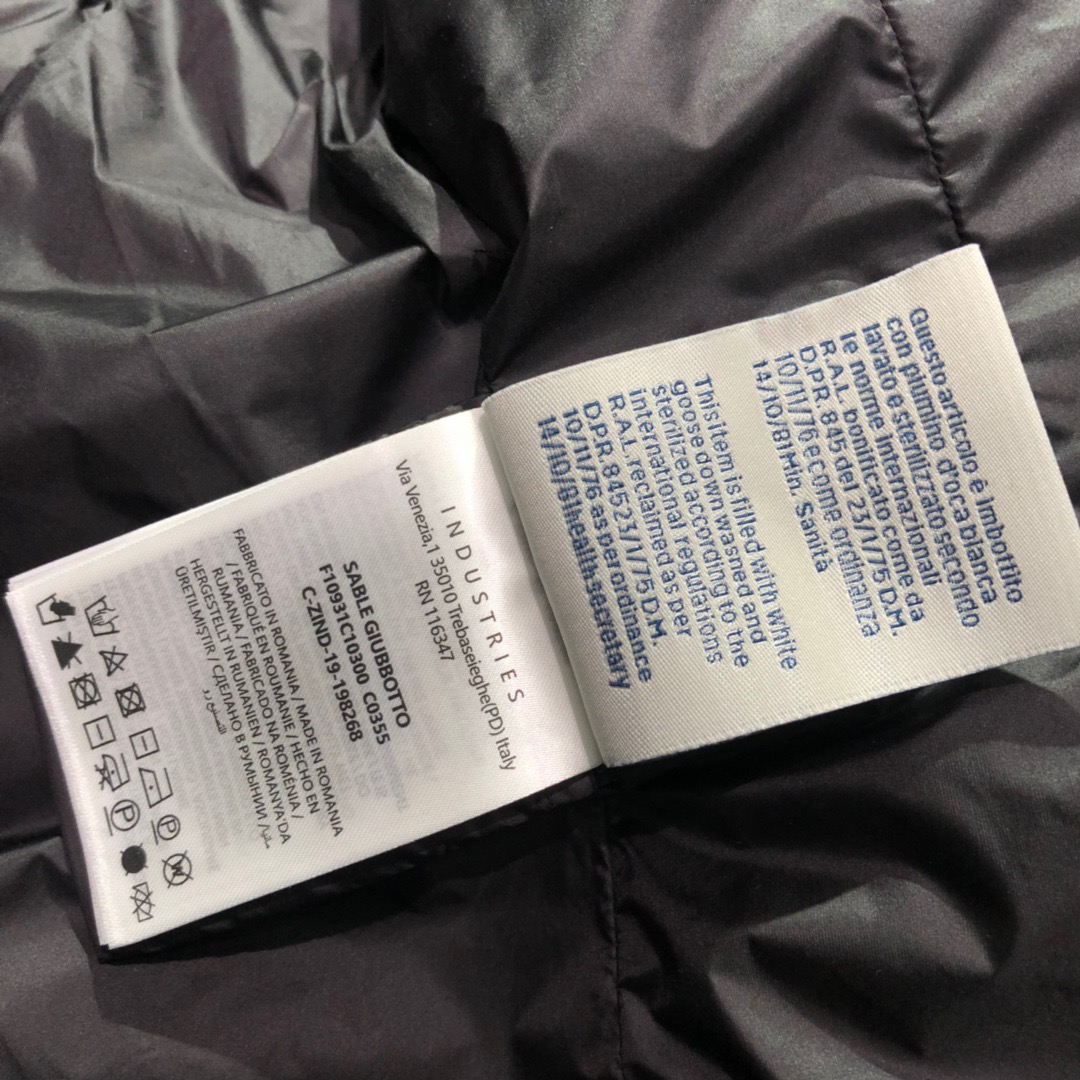 INDUSTRIES
Via Venezia,1 35010 Trebaseleghe(PD) Italy
RN 116347
SABLE GIUBBOTTO
F10931C10300 C0355
C-ZIND-19-198268
FABBRICATO IN ROMANIA / MADE IN ROMANIA
/ FABRIQUÉ EN ROUMANIE / HECHO EN
RUMANIA / FABRICADO NA ROMÉNIA /
HERGESTELLT IN RUMANIEN / ROMANYA'DA
ÜRETILMIŞTIR / СДЕЛАНО В РУМЫНИИ /
P
W
P
Questo articolo é imbottito
con piumino d'oca bianca
lavato e sterilizzato secondo
le norme internazionali
R.A.I. bonificato come da
D.P.R. 845 del 23/1/75 D.M.
10/11/76 e come ordinanza
14/10/81 Min. Sanità
This item is filled with white
goose down washed and
sterilized according to the
international regulations
R.A.I. reclaimed as per
D.P.R 845 23/1/75 D.M.
10/11/76 as per ordinance
14/10/81 health secretary